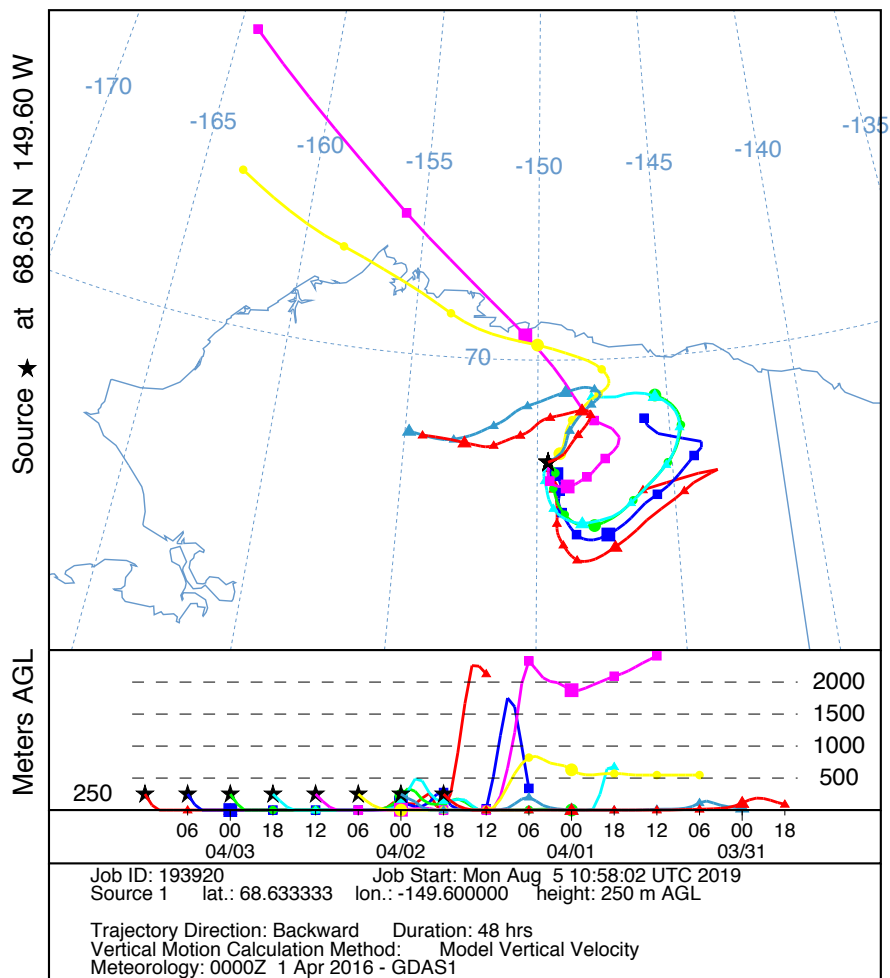 Source ★ at 68.63 N 149.60 W
-170
-165
-160
-155
-150
-145
-140
-135
70
Meters AGL
2000
1500
1000
500
250
06 00 18 12 06 00 18 12 06 00 18 12 06 00 18
04/03 04/02 04/01 03/31
Job ID: 193920 Job Start: Mon Aug 5 10:58:02 UTC 2019
Source 1 lat.: 68.633333 lon.: -149.600000 height: 250 m AGL
Trajectory Direction: Backward Duration: 48 hrs
Vertical Motion Calculation Method: Model Vertical Velocity
Meteorology: 0000Z 1 Apr 2016 - GDAS1